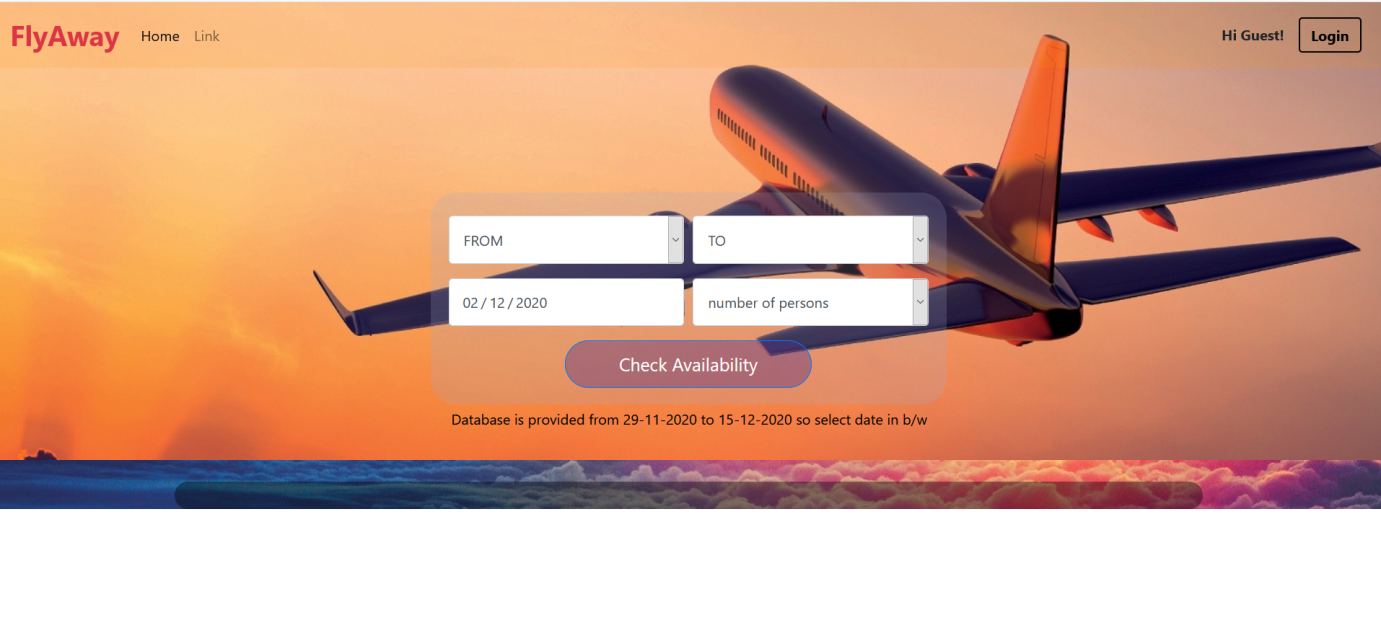 FlyAway Home Link Hi Guest! Login
FROM TO
02 / 12 / 2020 number of persons
Check Availability
Database is provided from 29-11-2020 to 15-12-2020 so select date in b/w